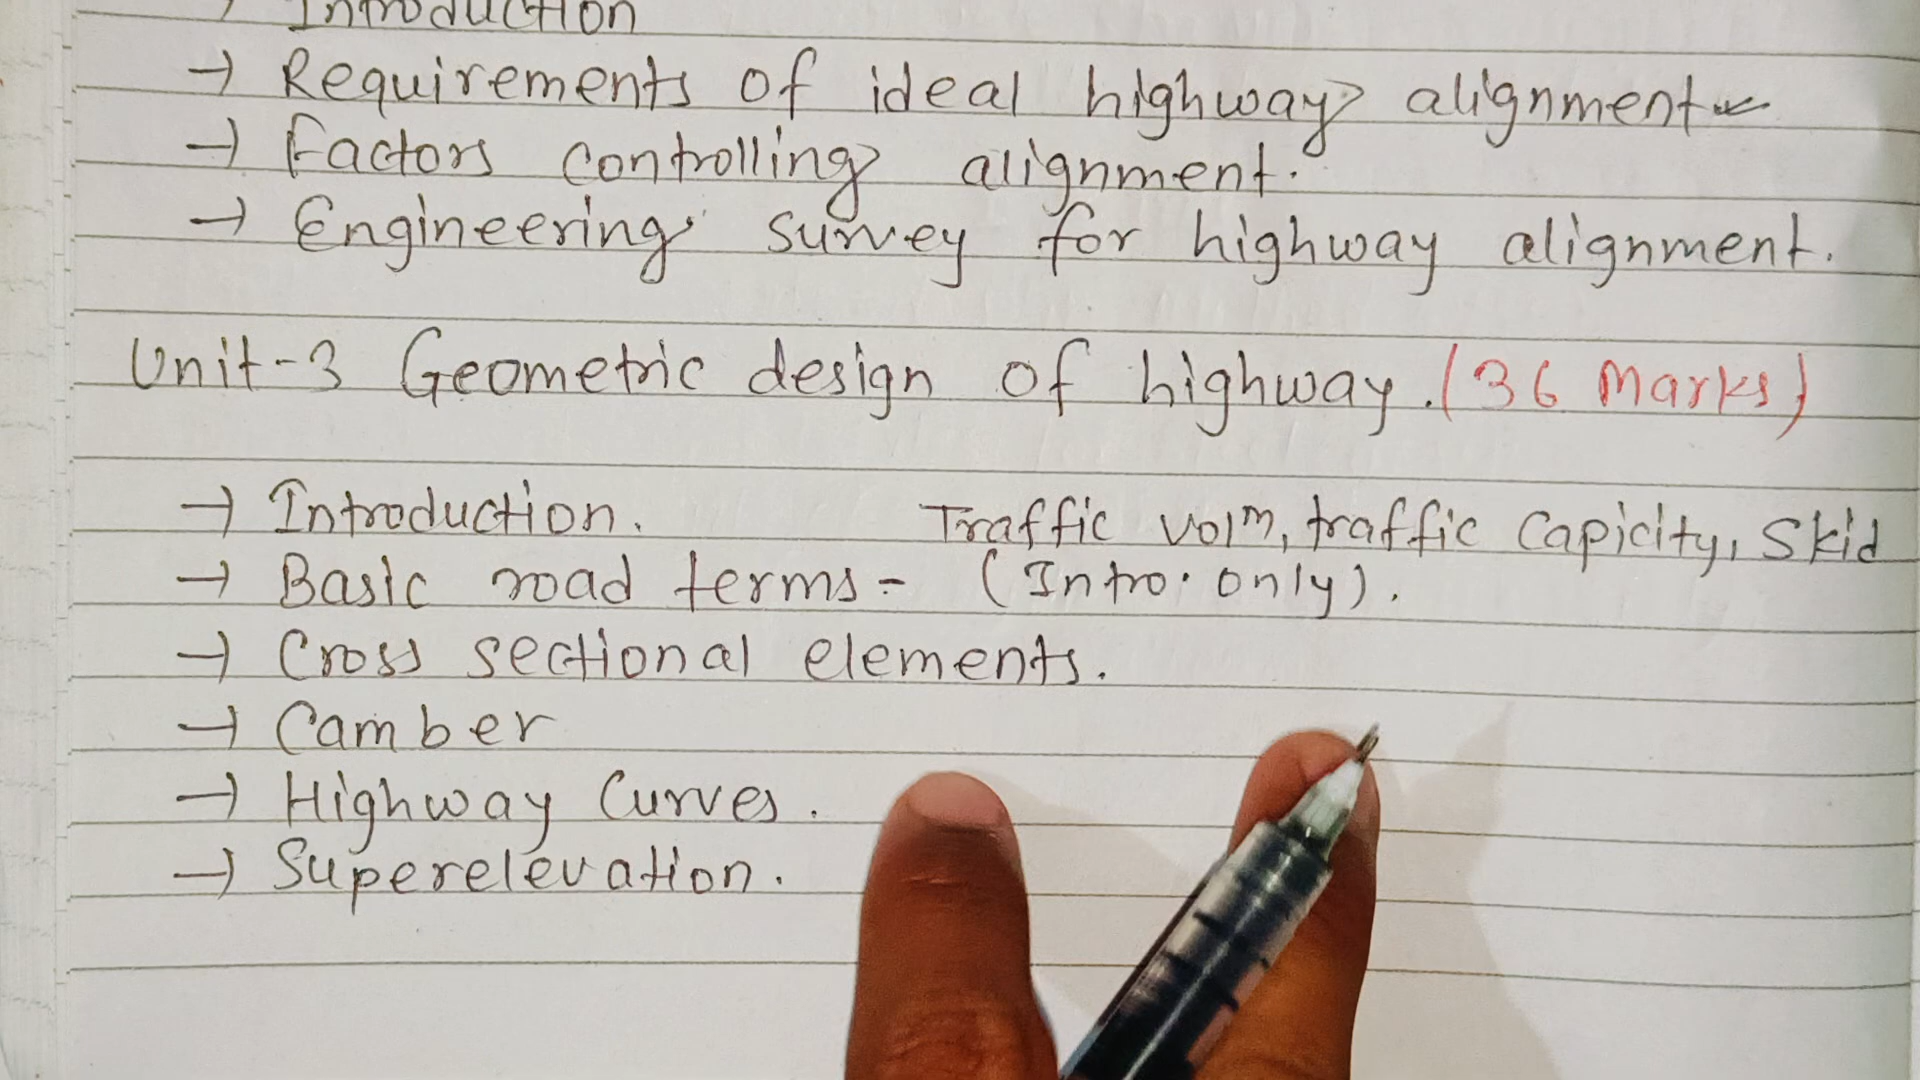 → Introduction
→ Requirements of ideal highway alignment
→ Factors controlling alignment.
→ Engineering survey for highway alignment.
Unit-3 Geometric design of highway. (36 Marks)
→ Introduction. Traffic volm, traffic Capicity, Skid
→ Basic road terms - (Intro. only).
→ Cross sectional elements.
→ Camber
→ Highway Curves.
→ Superelevation.